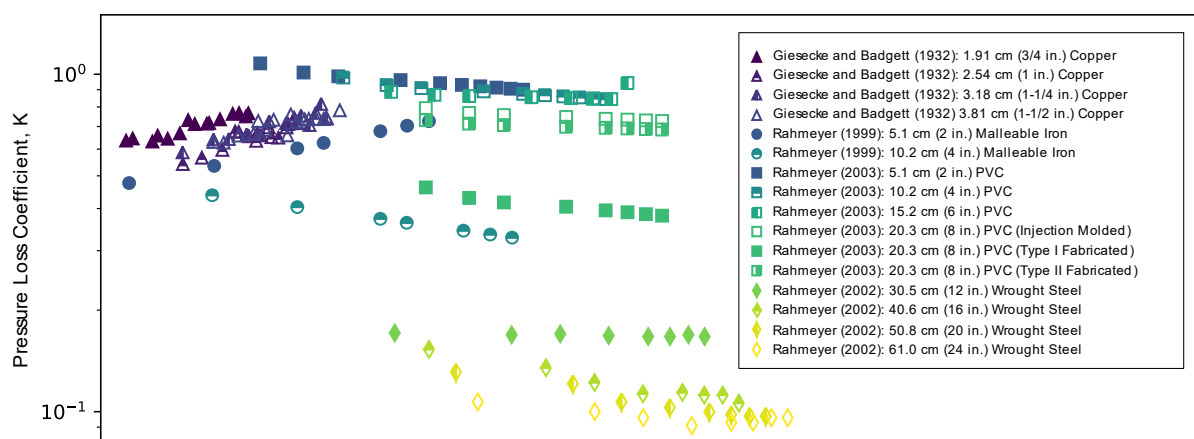 Pressure Loss Coefficient, K
10⁰
10⁻¹
Giesecke and Badgett (1932): 1.91 cm (3/4 in.) Copper
Giesecke and Badgett (1932): 2.54 cm (1 in.) Copper
Giesecke and Badgett (1932): 3.18 cm (1-1/4 in.) Copper
Giesecke and Badgett (1932) 3.81 cm (1-1/2 in.) Copper
Rahmeyer (1999): 5.1 cm (2 in.) Malleable Iron
Rahmeyer (1999): 10.2 cm (4 in.) Malleable Iron
Rahmeyer (2003): 5.1 cm (2 in.) PVC
Rahmeyer (2003): 10.2 cm (4 in.) PVC
Rahmeyer (2003): 15.2 cm (6 in.) PVC
Rahmeyer (2003): 20.3 cm (8 in.) PVC (Injection Molded)
Rahmeyer (2003): 20.3 cm (8 in.) PVC (Type I Fabricated)
Rahmeyer (2003): 20.3 cm (8 in.) PVC (Type II Fabricated)
Rahmeyer (2002): 30.5 cm (12 in.) Wrought Steel
Rahmeyer (2002): 40.6 cm (16 in.) Wrought Steel
Rahmeyer (2002): 50.8 cm (20 in.) Wrought Steel
Rahmeyer (2002): 61.0 cm (24 in.) Wrought Steel